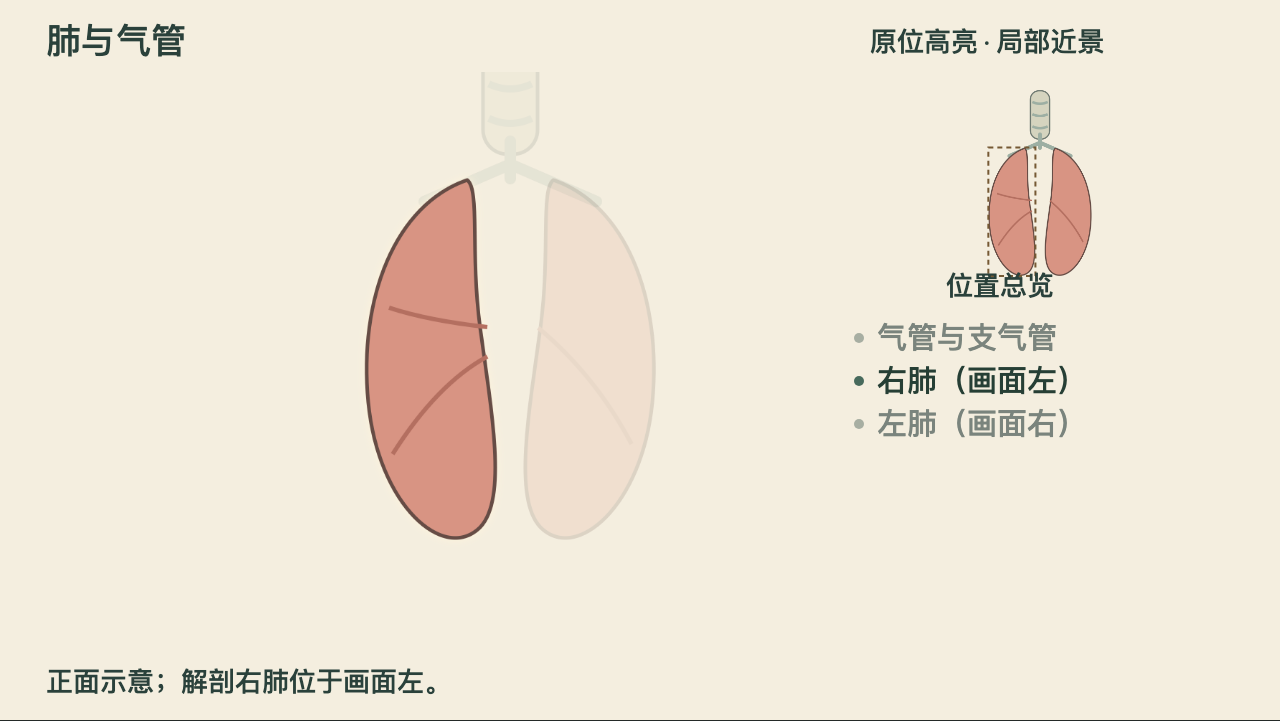 肺与气管
原位高亮 · 局部近景
位置总览
气管与支气管
右肺（画面左）
左肺（画面右）
正面示意；解剖右肺位于画面左。